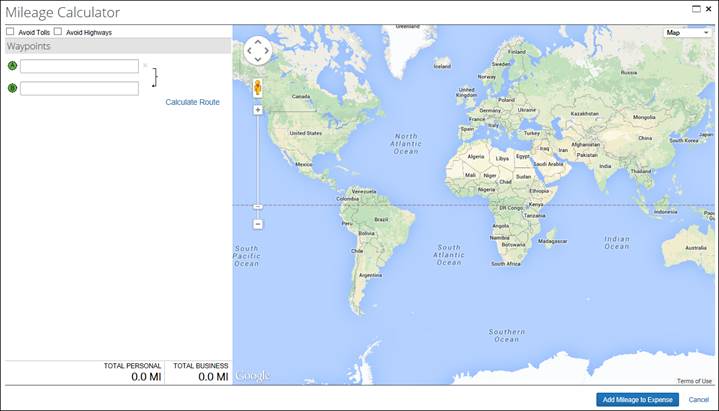 Mileage Calculator
Avoid Tolls Avoid Highways
Waypoints
A
B
Calculate Route
TOTAL PERSONAL
0.0 MI
TOTAL BUSINESS
0.0 MI
Map
Greenland
Iceland
Finland
Sweden
Norway
Russia
United Kingdom
Poland
Germany
Ukraine
France
Italy
Spain
Turkey
Kazakhstan
Mongolia
China
South Korea
Japan
Canada
United States
Mexico
North Atlantic Ocean
Algeria
Libya
Egypt
Iraq
Iran
Afghanistan
Pakistan
Saudi Arabia
India
Thailand
Mali
Niger
Sudan
Chad
Nigeria
Ethiopia
Venezuela
Colombia
DR Congo
Kenya
Tanzania
Indonesia
Peru
Brazil
Bolivia
Angola
Namibia
Botswana
Madagascar
Chile
South Africa
Argentina
South Pacific Ocean
South Atlantic Ocean
Indian Ocean
Australia
Southern Ocean
Google
Terms of Use
Add Mileage to Expense
Cancel